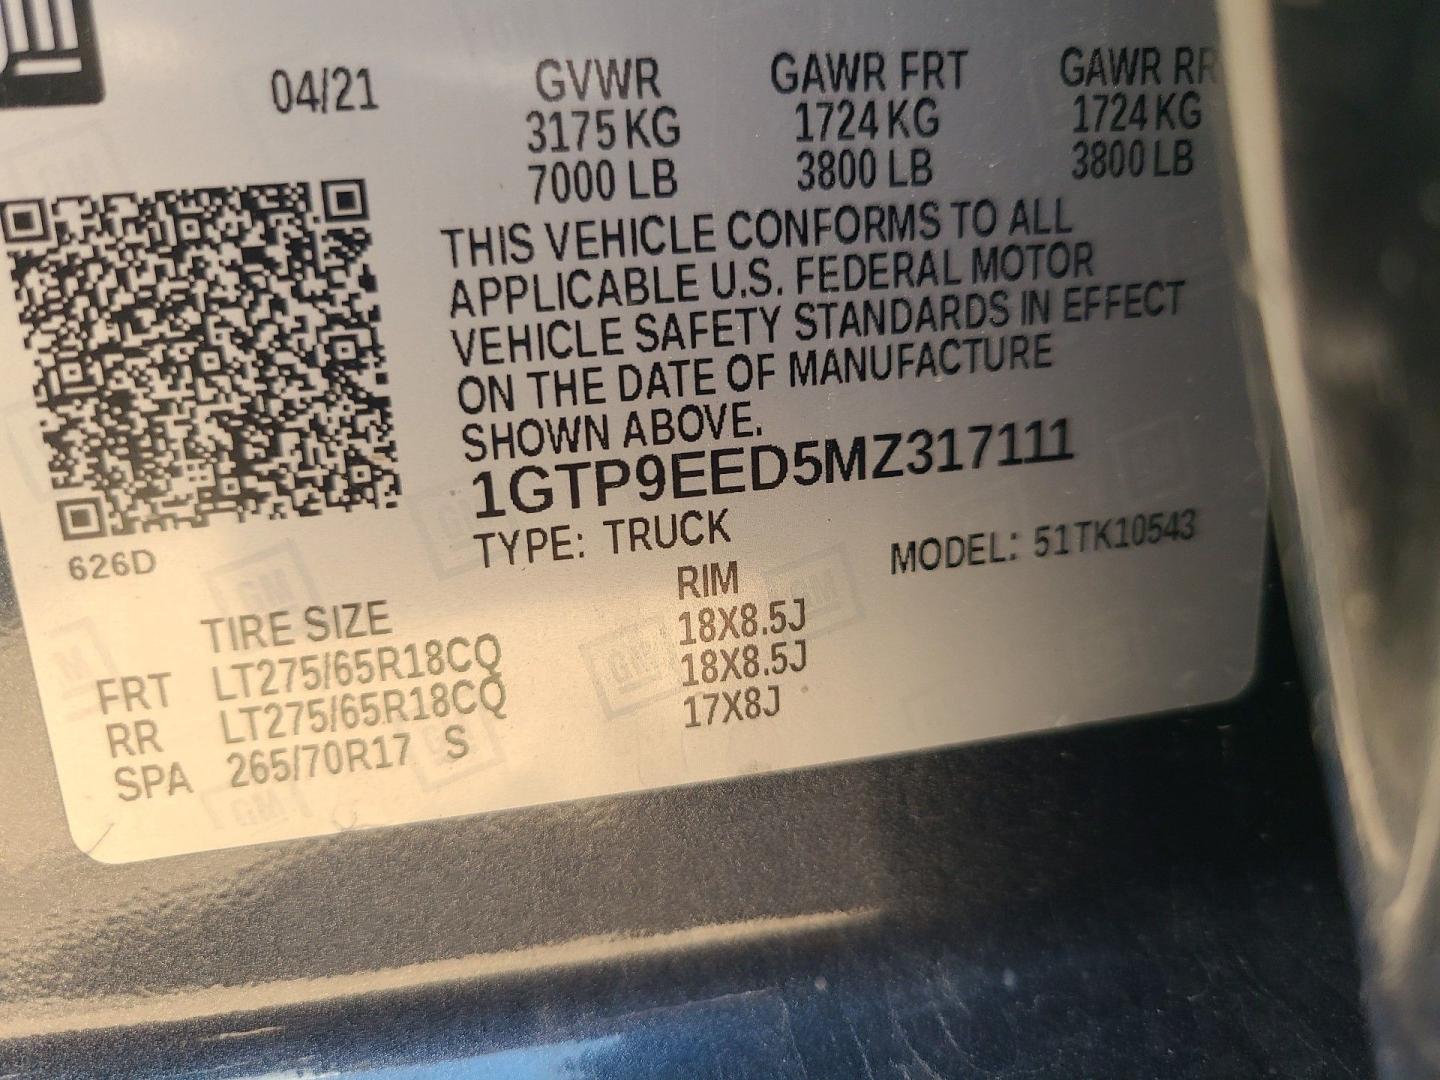 04/21 GVWR GAWR FRT GAWR RR
3175 KG 1724 KG 1724 KG
7000 LB 3800 LB 3800 LB
THIS VEHICLE CONFORMS TO ALL
APPLICABLE U.S. FEDERAL MOTOR
VEHICLE SAFETY STANDARDS IN EFFECT
ON THE DATE OF MANUFACTURE
SHOWN ABOVE.
1GTP9EED5MZ317111
TYPE: TRUCK MODEL: 51TK10543
626D
TIRE SIZE RIM
FRT LT275/65R18CQ 18X8.5J
RR LT275/65R18CQ 18X8.5J
SPA 265/70R17 S 17X8J